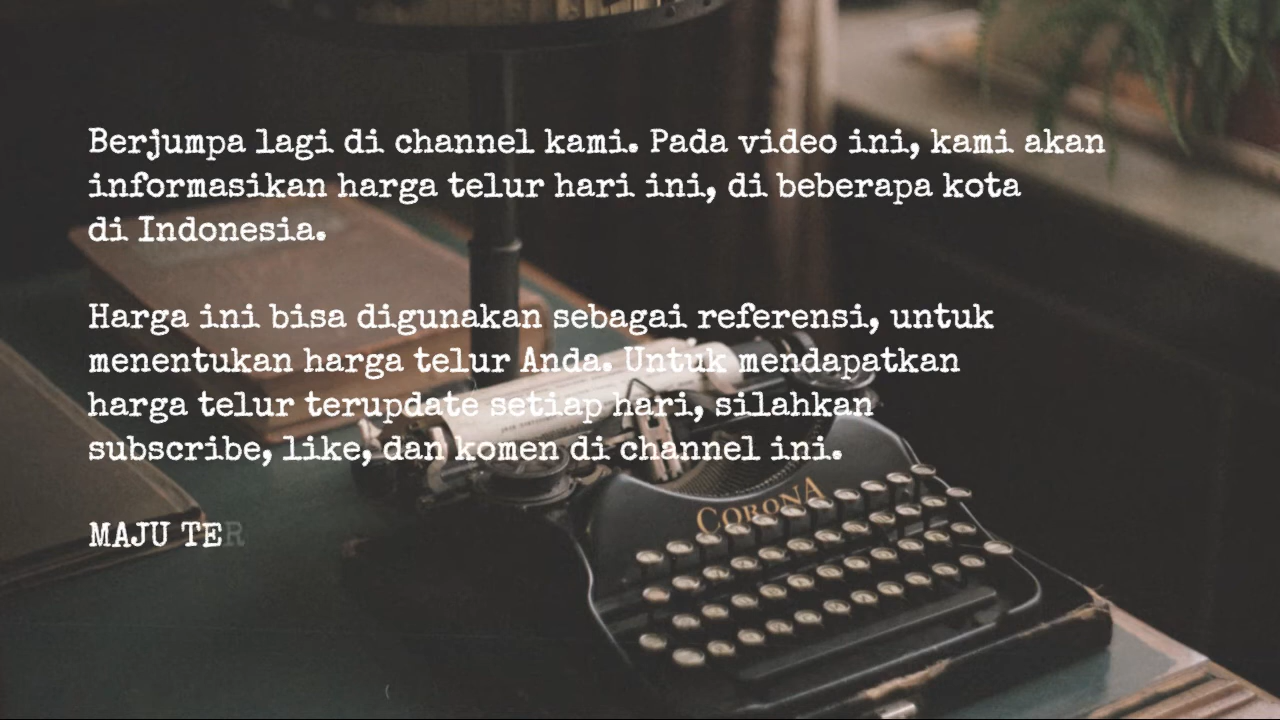 Berjumpa lagi di channel kami. Pada video ini, kami akan
informasikan harga telur hari ini, di beberapa kota
di Indonesia.
Harga ini bisa digunakan sebagai referensi, untuk
menentukan harga telur Anda. Untuk mendapatkan
harga telur terupdate setiap hari, silahkan
subscribe, like, dan komen di channel ini.
MAJU TER
CORONA